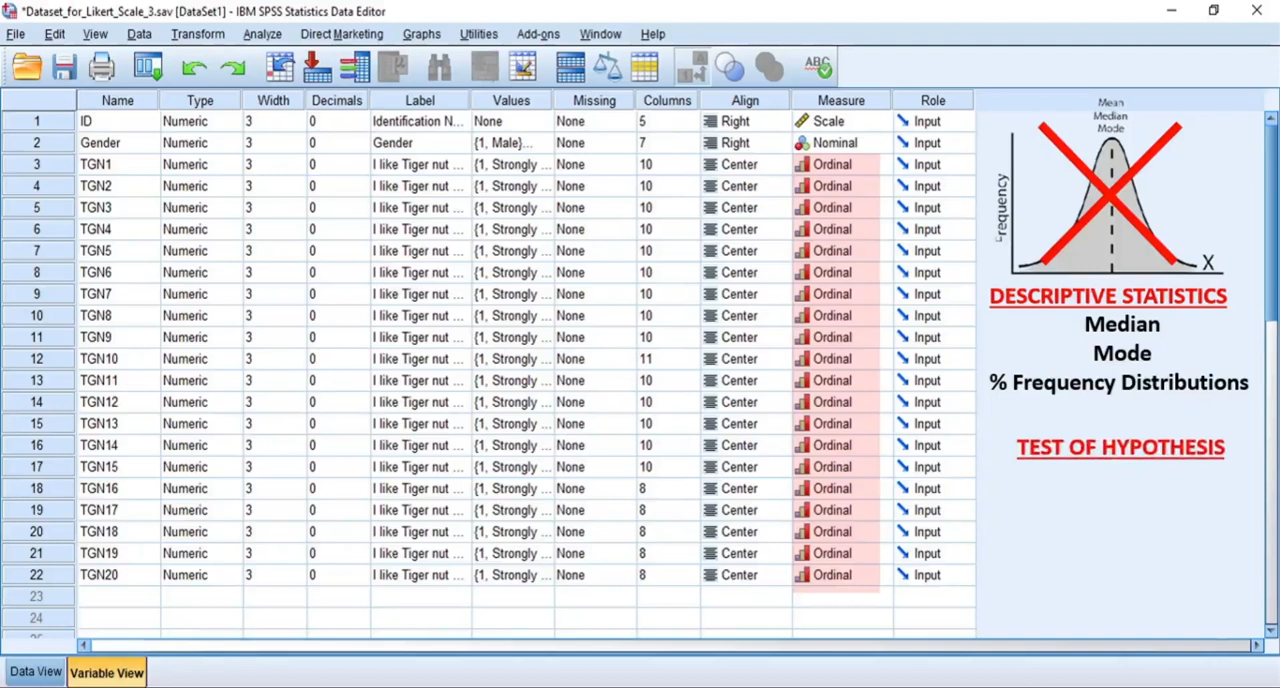 *Dataset_for_Likert_Scale_3.sav [DataSet1] - IBM SPSS Statistics Data Editor
File Edit View Data Transform Analyze Direct Marketing Graphs Utilities Add-ons Window Help
Name Type Width Decimals Label Values Missing Columns Align Measure Role
1 ID Numeric 3 0 Identification N... None None 5 Right Scale Input
2 Gender Numeric 3 0 Gender {1, Male}... None 7 Right Nominal Input
3 TGN1 Numeric 3 0 I like Tiger nut ... {1, Strongly ... None 10 Center Ordinal Input
4 TGN2 Numeric 3 0 I like Tiger nut ... {1, Strongly ... None 10 Center Ordinal Input
5 TGN3 Numeric 3 0 I like Tiger nut ... {1, Strongly ... None 10 Center Ordinal Input
6 TGN4 Numeric 3 0 I like Tiger nut ... {1, Strongly ... None 10 Center Ordinal Input
7 TGN5 Numeric 3 0 I like Tiger nut ... {1, Strongly ... None 10 Center Ordinal Input
8 TGN6 Numeric 3 0 I like Tiger nut ... {1, Strongly ... None 10 Center Ordinal Input
9 TGN7 Numeric 3 0 I like Tiger nut ... {1, Strongly ... None 10 Center Ordinal Input
10 TGN8 Numeric 3 0 I like Tiger nut ... {1, Strongly ... None 10 Center Ordinal Input
11 TGN9 Numeric 3 0 I like Tiger nut ... {1, Strongly ... None 10 Center Ordinal Input
12 TGN10 Numeric 3 0 I like Tiger nut ... {1, Strongly ... None 11 Center Ordinal Input
13 TGN11 Numeric 3 0 I like Tiger nut ... {1, Strongly ... None 10 Center Ordinal Input
14 TGN12 Numeric 3 0 I like Tiger nut ... {1, Strongly ... None 10 Center Ordinal Input
15 TGN13 Numeric 3 0 I like Tiger nut ... {1, Strongly ... None 10 Center Ordinal Input
16 TGN14 Numeric 3 0 I like Tiger nut ... {1, Strongly ... None 10 Center Ordinal Input
17 TGN15 Numeric 3 0 I like Tiger nut ... {1, Strongly ... None 10 Center Ordinal Input
18 TGN16 Numeric 3 0 I like Tiger nut ... {1, Strongly ... None 8 Center Ordinal Input
19 TGN17 Numeric 3 0 I like Tiger nut ... {1, Strongly ... None 8 Center Ordinal Input
20 TGN18 Numeric 3 0 I like Tiger nut ... {1, Strongly ... None 8 Center Ordinal Input
21 TGN19 Numeric 3 0 I like Tiger nut ... {1, Strongly ... None 8 Center Ordinal Input
22 TGN20 Numeric 3 0 I like Tiger nut ... {1, Strongly ... None 8 Center Ordinal Input
23
24
Mean
Median
Mode
Frequency
X
DESCRIPTIVE STATISTICS
Median
Mode
% Frequency Distributions
TEST OF HYPOTHESIS
Data View Variable View